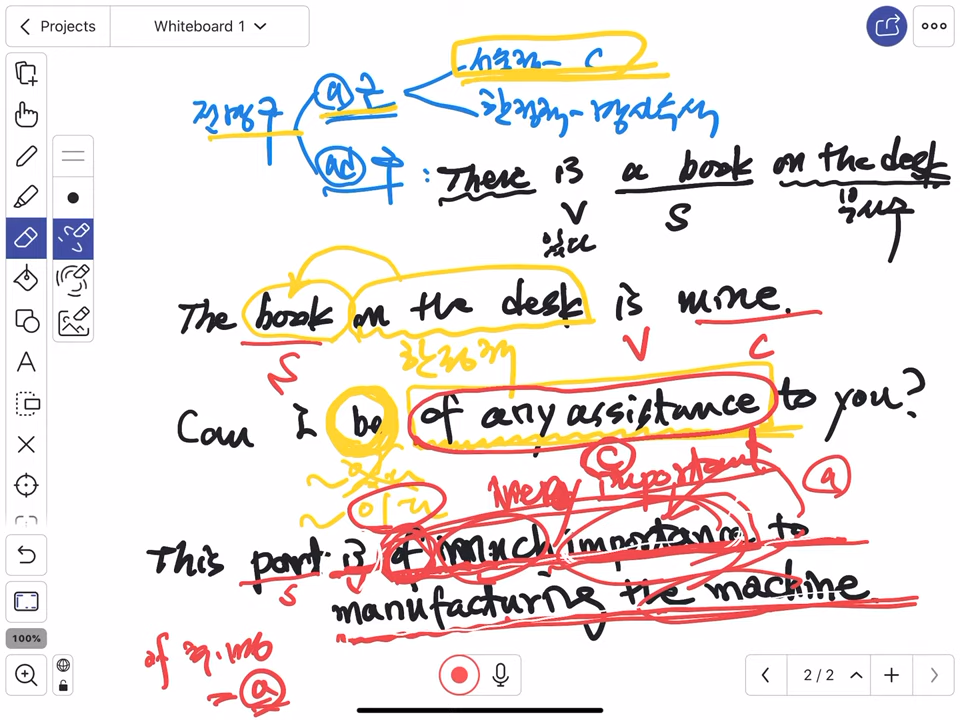 Projects
Whiteboard 1
서술적 - C
전명구 ⓐ구
한정적 - 명사수식
ad 구 : There is a book on the desk
V S 부사구
있다
The book on the desk is mine.
S 한정적 V C
Can I be of any assistance to you?
C
~이다 very important ⓐ
This part is of much importance to
S V
manufacturing the machine
of 추·명
= ⓐ
100%
2/2